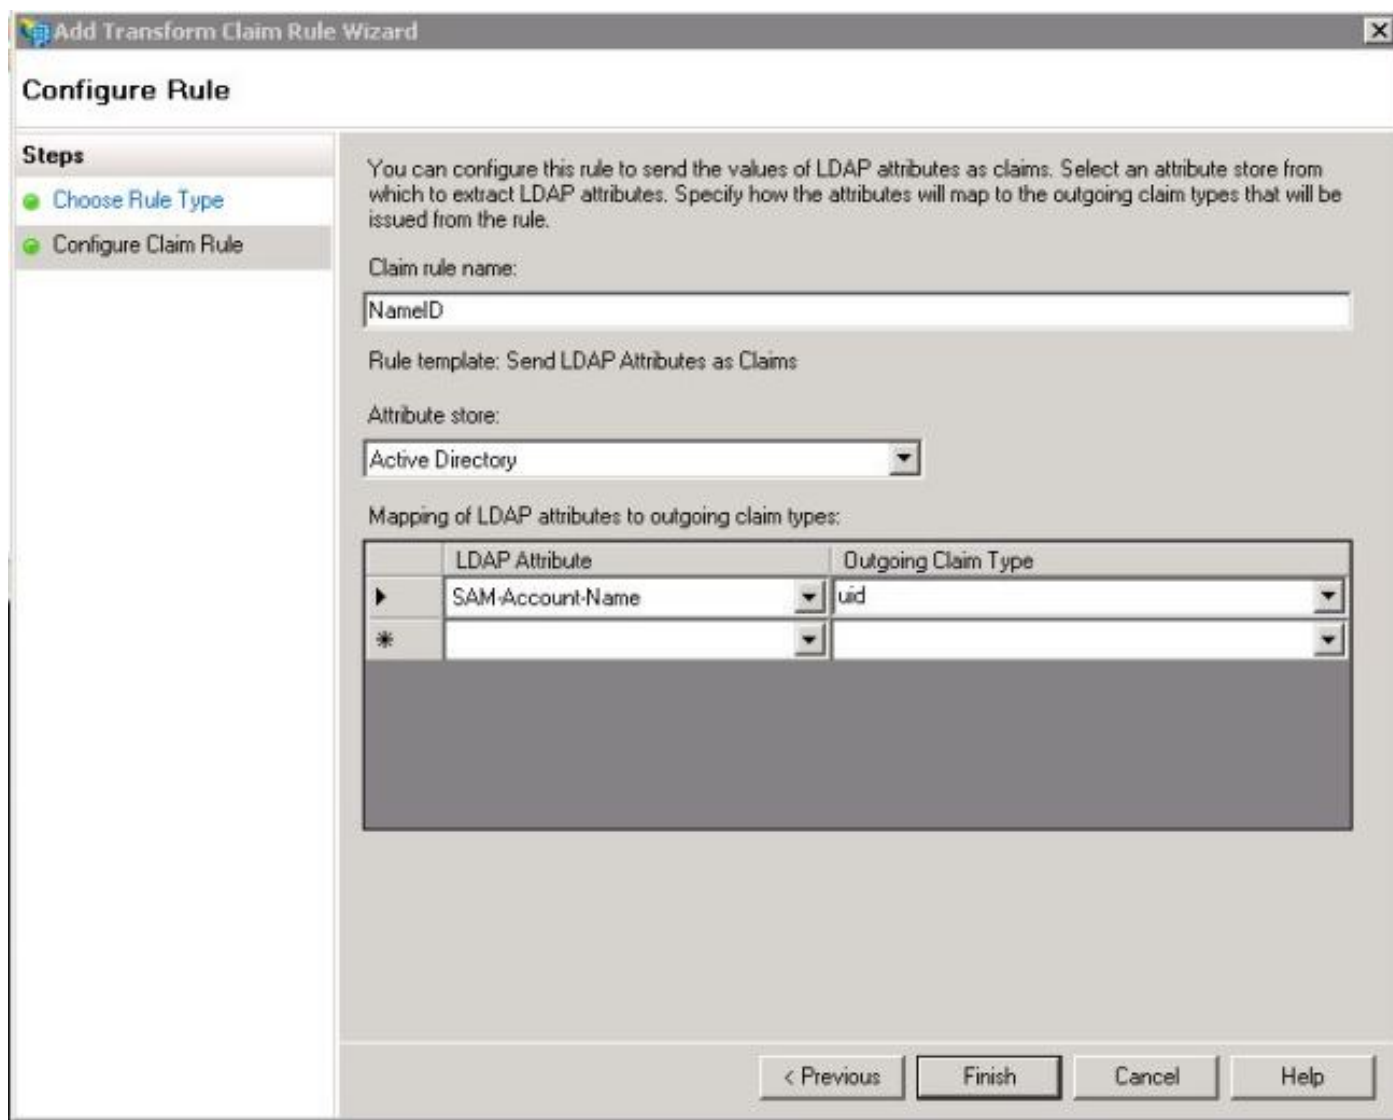 Add Transform Claim Rule Wizard
Configure Rule
Steps
Choose Rule Type
Configure Claim Rule
You can configure this rule to send the values of LDAP attributes as claims. Select an attribute store from
which to extract LDAP attributes. Specify how the attributes will map to the outgoing claim types that will be
issued from the rule.
Claim rule name:
NameID
Rule template: Send LDAP Attributes as Claims
Attribute store:
Active Directory
Mapping of LDAP attributes to outgoing claim types:
LDAP Attribute Outgoing Claim Type
SAM-Account-Name uid
< Previous Finish Cancel Help